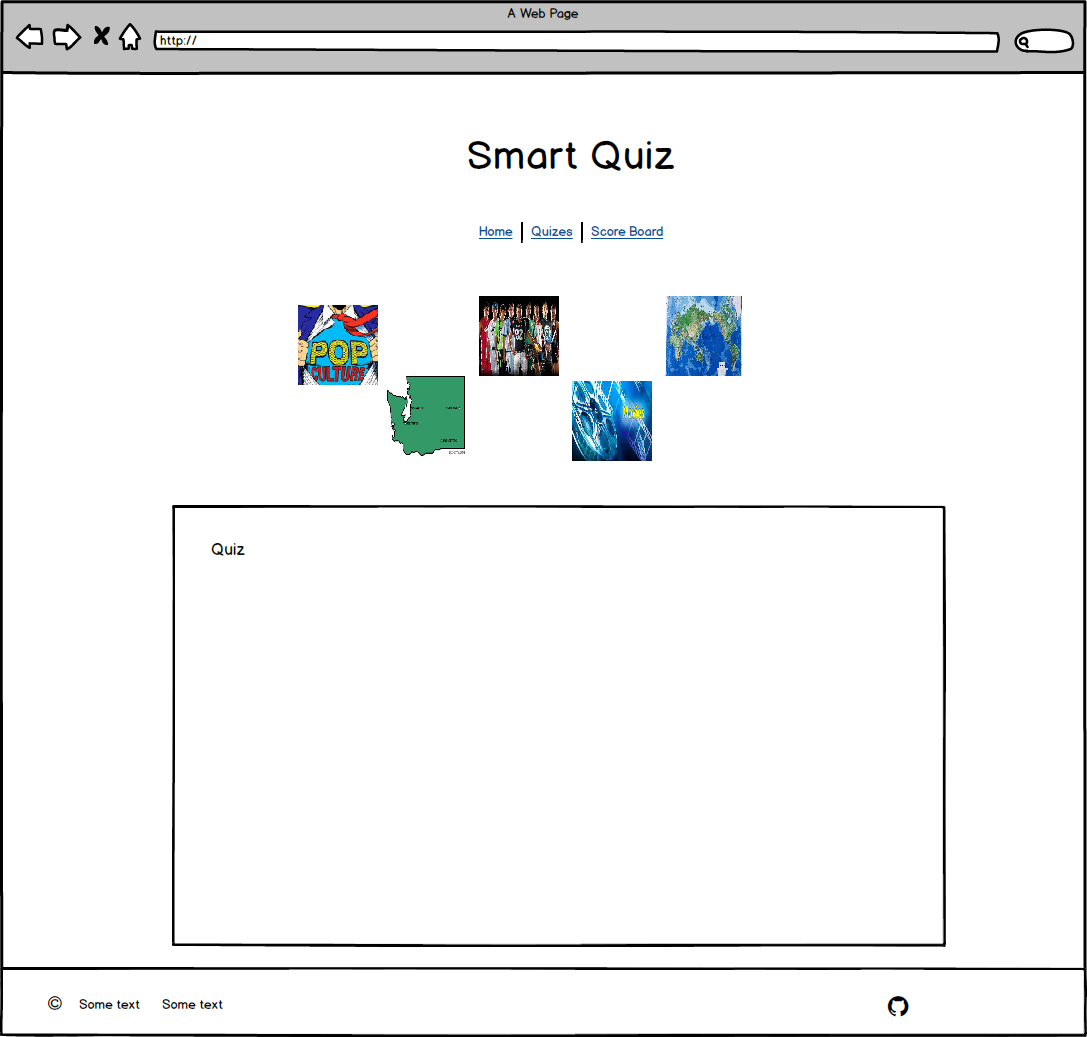 A Web Page
http://
Smart Quiz
Home
Quizes
Score Board
POP
CULTURE
Movies
Quiz
© Some text Some text